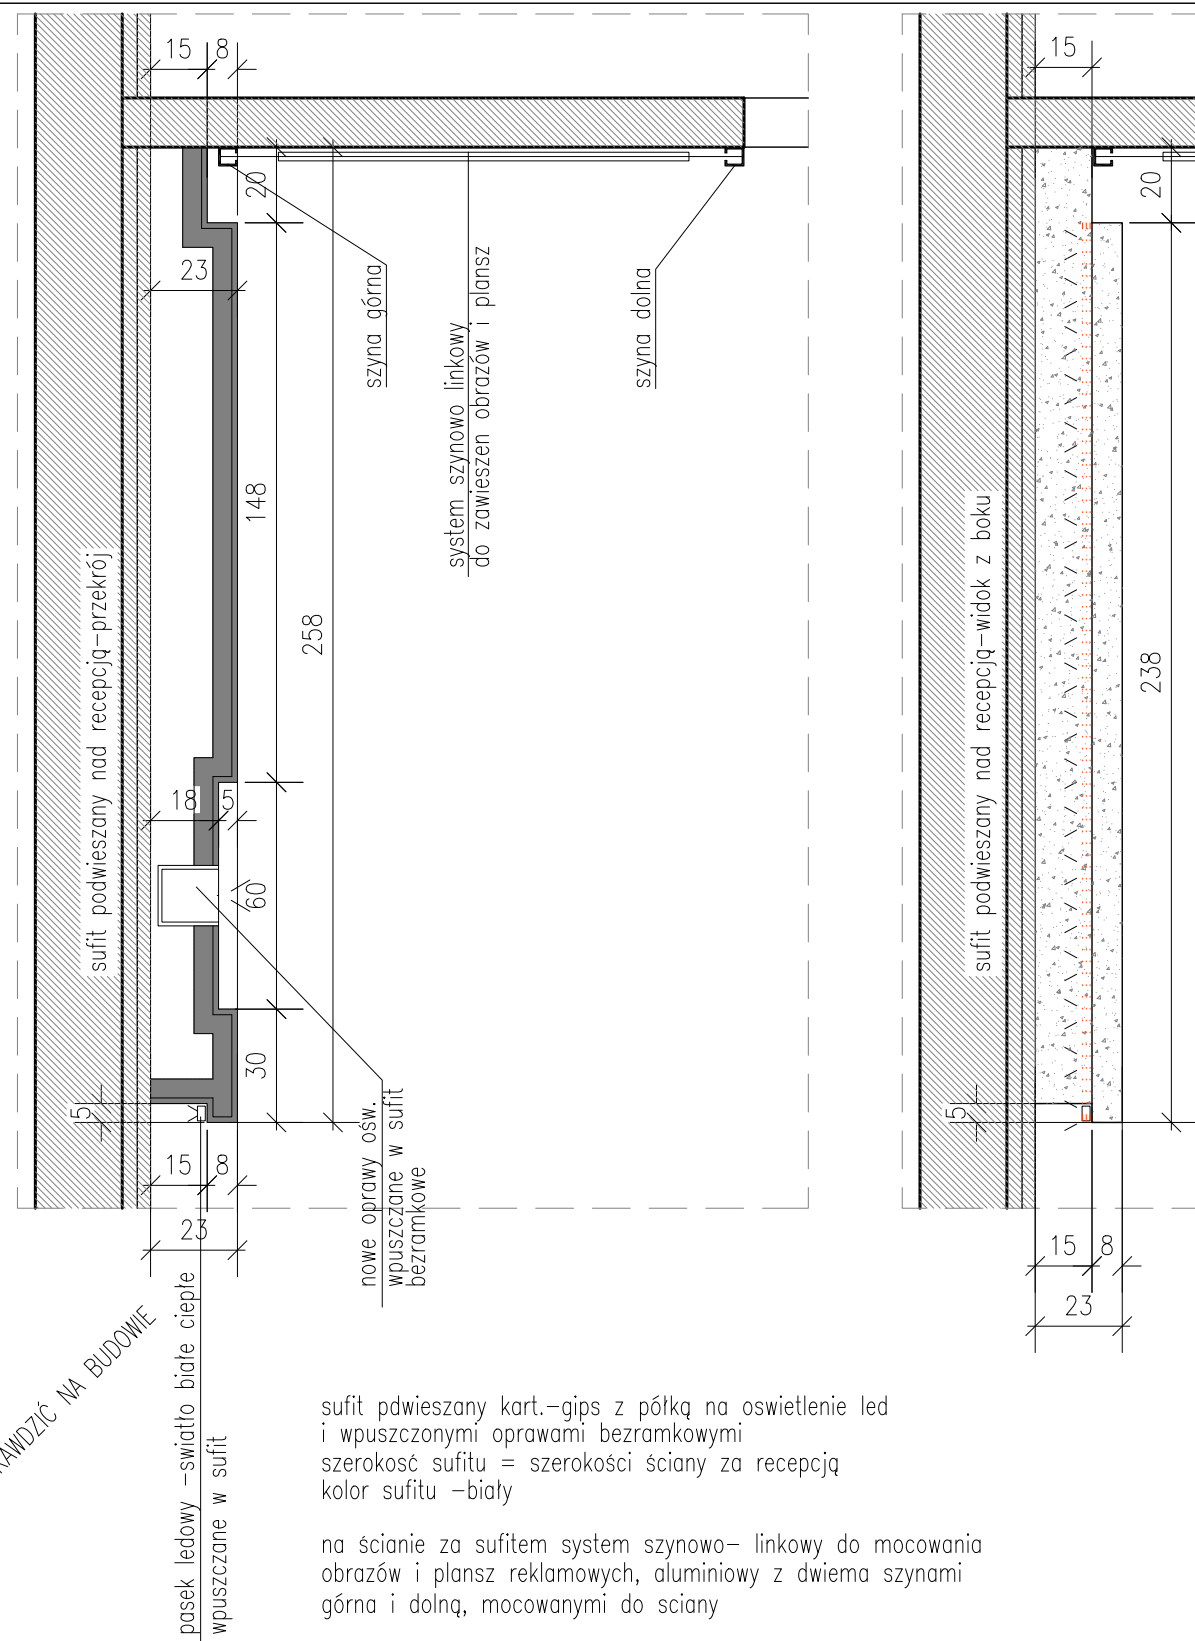 15
8
20
23
148
258
18
5
60
30
5
15
8
23
szyna górna
system szynowo linkowy
do zawieszen obrazów i plansz
szyna dolna
sufit podwieszany nad recepcją–przekrój
nowe oprawy ośw.
wpuszczane w sufit
bezramkowe
pasek ledowy –swiatło białe ciepłe
wpuszczane w sufit
15
20
238
5
15
8
23
sufit podwieszany nad recepcją–widok z boku
NA BUDOWIE
sufit pdwieszany kart.–gips z półką na oswietlenie led
i wpuszczonymi oprawami bezramkowymi
szerokosć sufitu = szerokości ściany za recepcją
kolor sufitu –biały
na ścianie za sufitem system szynowo– linkowy do mocowania
obrazów i plansz reklamowych, aluminiowy z dwiema szynami
górna i dolną, mocowanymi do sciany